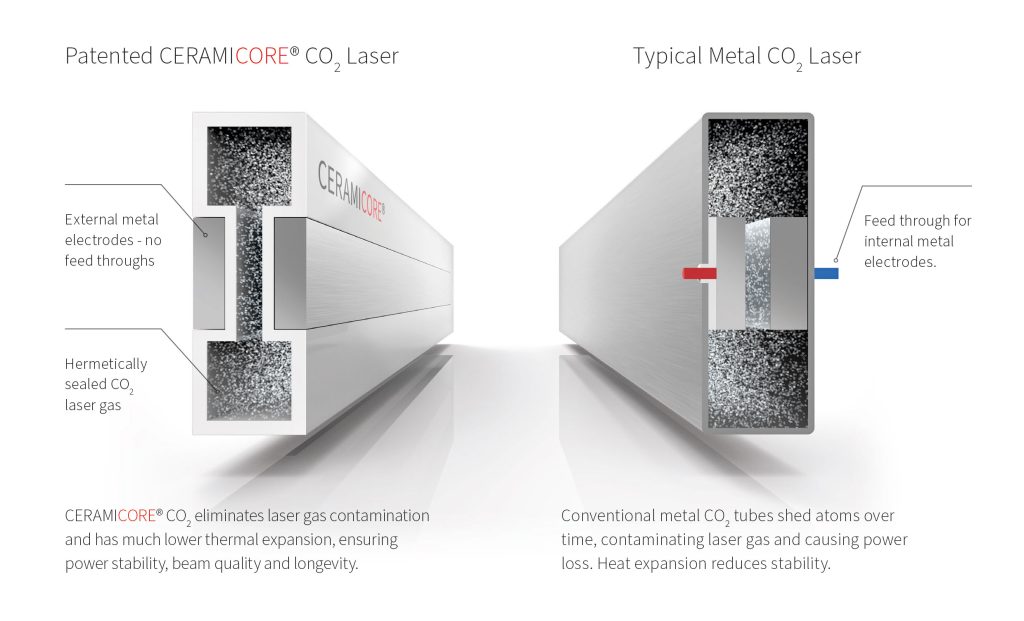 Patented CERAMICORE® CO₂ Laser
Typical Metal CO₂ Laser
CERAMICORE®
External metal
electrodes - no
feed throughs
Hermetically
sealed CO₂
laser gas
Feed through for
internal metal
electrodes.
CERAMICORE® CO₂ eliminates laser gas contamination
and has much lower thermal expansion, ensuring
power stability, beam quality and longevity.
Conventional metal CO₂ tubes shed atoms over
time, contaminating laser gas and causing power
loss. Heat expansion reduces stability.